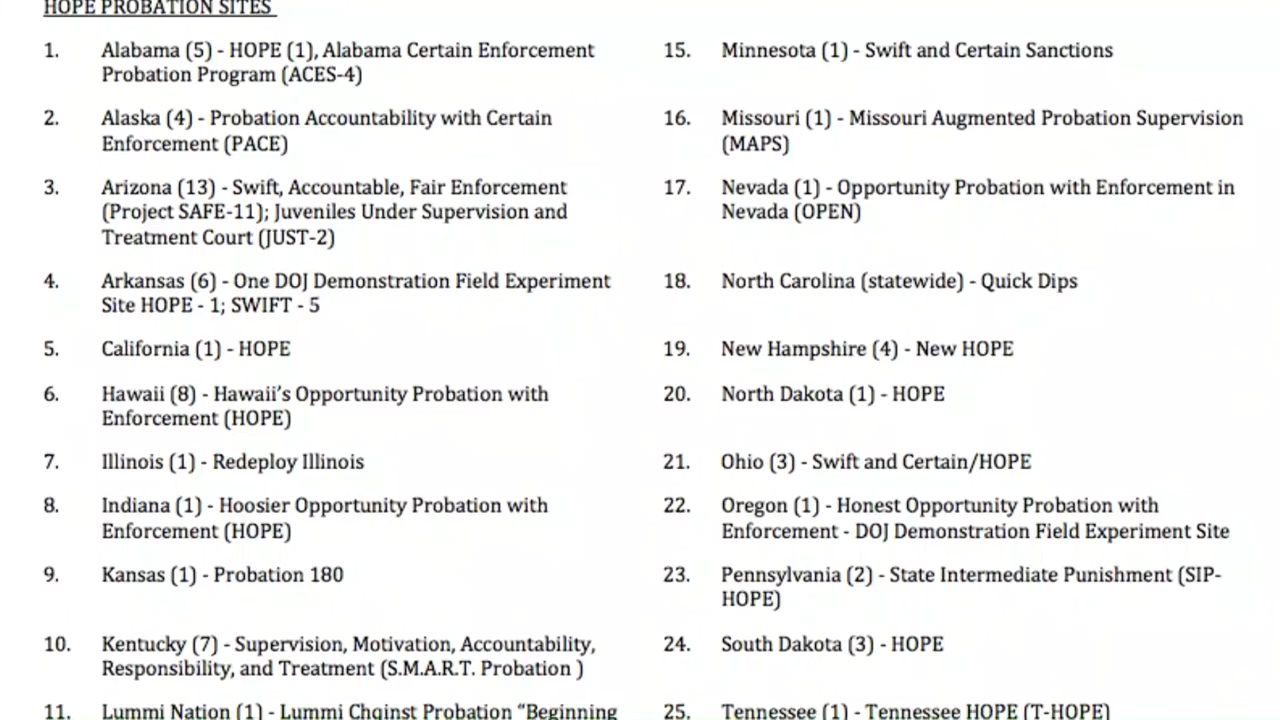 HOPE PROBATION SITES
1. Alabama (5) - HOPE (1), Alabama Certain Enforcement
Probation Program (ACES-4)
2. Alaska (4) - Probation Accountability with Certain
Enforcement (PACE)
3. Arizona (13) - Swift, Accountable, Fair Enforcement
(Project SAFE-11); Juveniles Under Supervision and
Treatment Court (JUST-2)
4. Arkansas (6) - One DOJ Demonstration Field Experiment
Site HOPE - 1; SWIFT - 5
5. California (1) - HOPE
6. Hawaii (8) - Hawaii's Opportunity Probation with
Enforcement (HOPE)
7. Illinois (1) - Redeploy Illinois
8. Indiana (1) - Hoosier Opportunity Probation with
Enforcement (HOPE)
9. Kansas (1) - Probation 180
10. Kentucky (7) - Supervision, Motivation, Accountability,
Responsibility, and Treatment (S.M.A.R.T. Probation )
11. Lummi Nation (1) - Lummi Chqinst Probation "Beginning
15. Minnesota (1) - Swift and Certain Sanctions
16. Missouri (1) - Missouri Augmented Probation Supervision
(MAPS)
17. Nevada (1) - Opportunity Probation with Enforcement in
Nevada (OPEN)
18. North Carolina (statewide) - Quick Dips
19. New Hampshire (4) - New HOPE
20. North Dakota (1) - HOPE
21. Ohio (3) - Swift and Certain/HOPE
22. Oregon (1) - Honest Opportunity Probation with
Enforcement - DOJ Demonstration Field Experiment Site
23. Pennsylvania (2) - State Intermediate Punishment (SIP-
HOPE)
24. South Dakota (3) - HOPE
25. Tennessee (1) - Tennessee HOPE (T-HOPE)